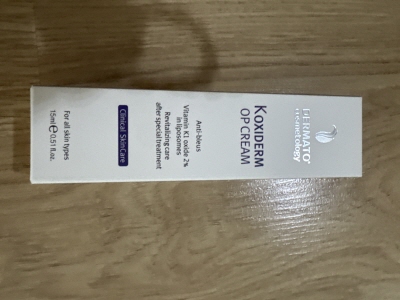 DERMATO®
cosmetology
KOXIDERM
OP CREAM
Anti-bleus
Vitamin K1 oxide 2%
in liposomes
Revitalizing care
after special treatment
Clinical SkinCare
For all skin types
15ml ℮ 0.51 fl.oz.